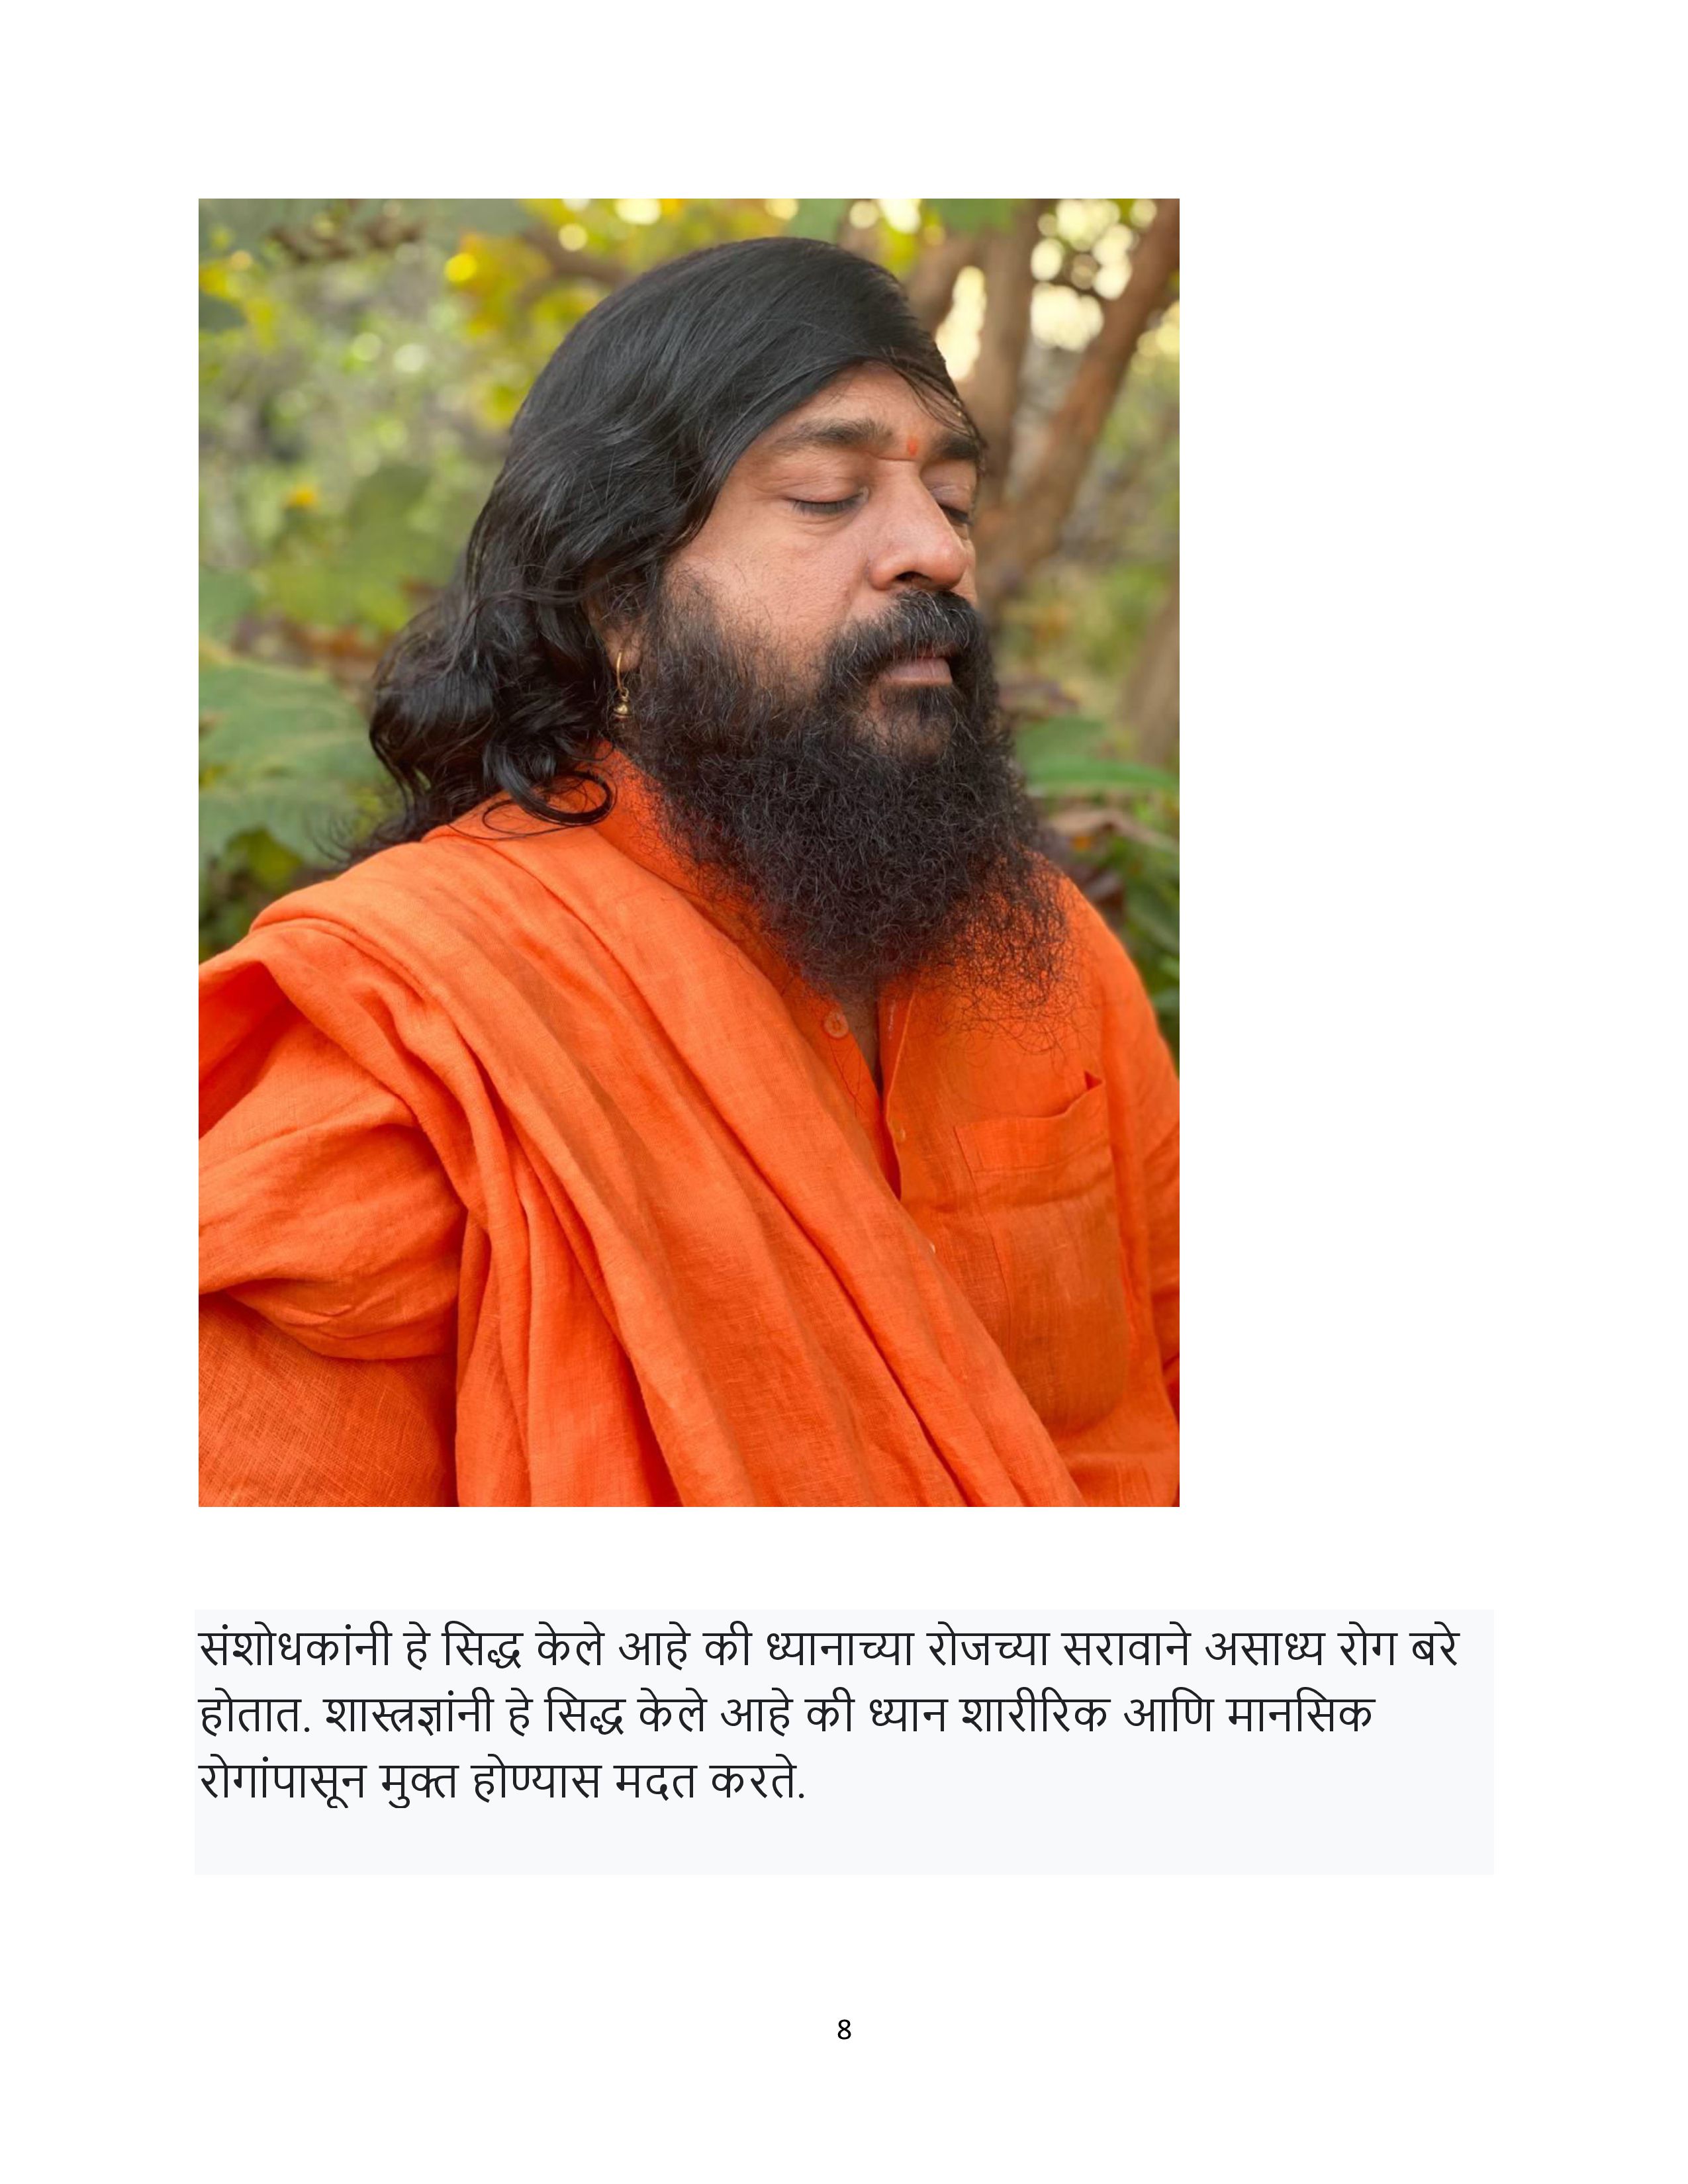 संशोधकांनी हे सिद्ध केले आहे की ध्यानाच्या रोजच्या सरावाने असाध्य रोग बरे
होतात. शास्त्रज्ञांनी हे सिद्ध केले आहे की ध्यान शारीरिक आणि मानसिक
रोगांपासून मुक्त होण्यास मदत करते.
8